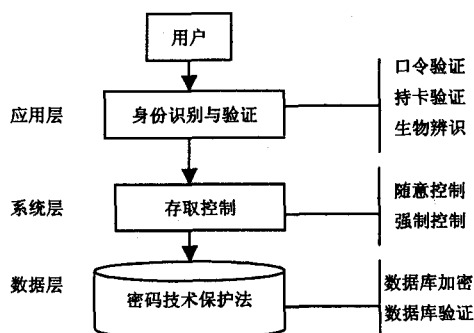 用户
应用层
身份识别与验证
口令验证
持卡验证
生物辨识
系统层
存取控制
随意控制
强制控制
数据层
密码技术保护法
数据库加密
数据库验证